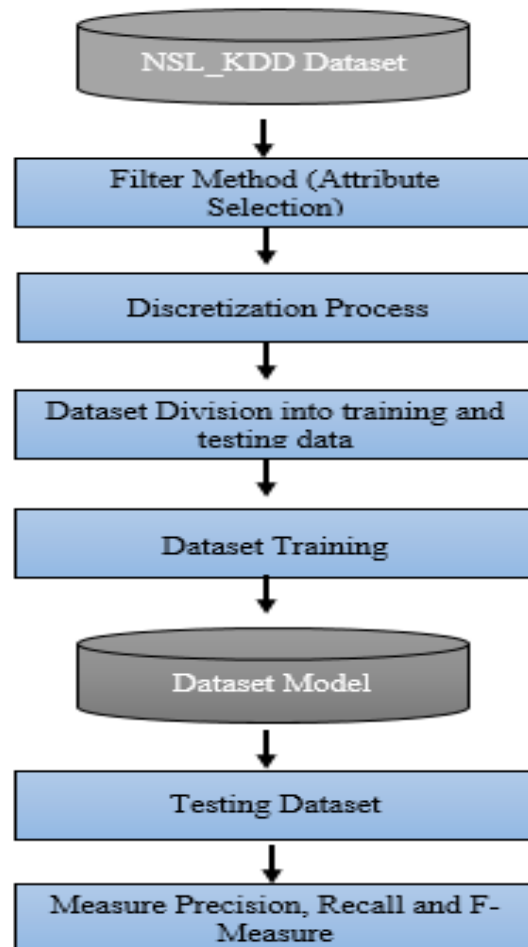 NSL_KDD Dataset
Filter Method (Attribute
Selection)
Discretization Process
Dataset Division into training and
testing data
Dataset Training
Dataset Model
Testing Dataset
Measure Precision, Recall and F-
Measure